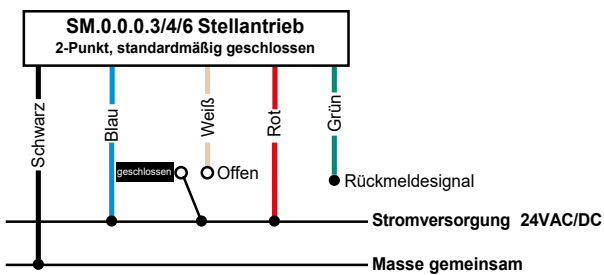 SM.0.0.0.3/4/6 Stellantrieb
2-Punkt, standardmäßig geschlossen
Schwarz
Blau
Weiß
Rot
Grün
geschlossen
Offen
Rückmeldesignal
Stromversorgung 24VAC/DC
Masse gemeinsam